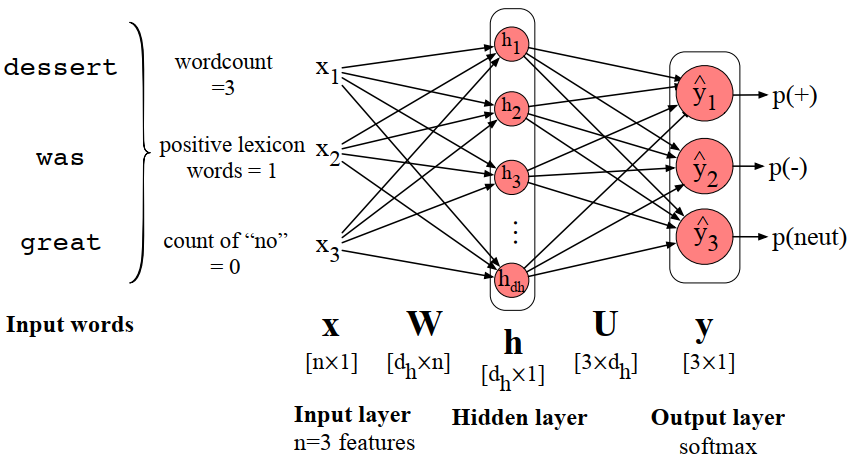 dessert
was
great
Input words
wordcount
=3
positive lexicon
words = 1
count of “no”
= 0
x1
x2
x3
h1
h2
h3
⋮
hdh
ŷ1
ŷ2
ŷ3
p(+)
p(-)
p(neut)
x
[n×1]
W
[dh×n]
h
[dh×1]
U
[3×dh]
y
[3×1]
Input layer
n=3 features
Hidden layer
Output layer
softmax